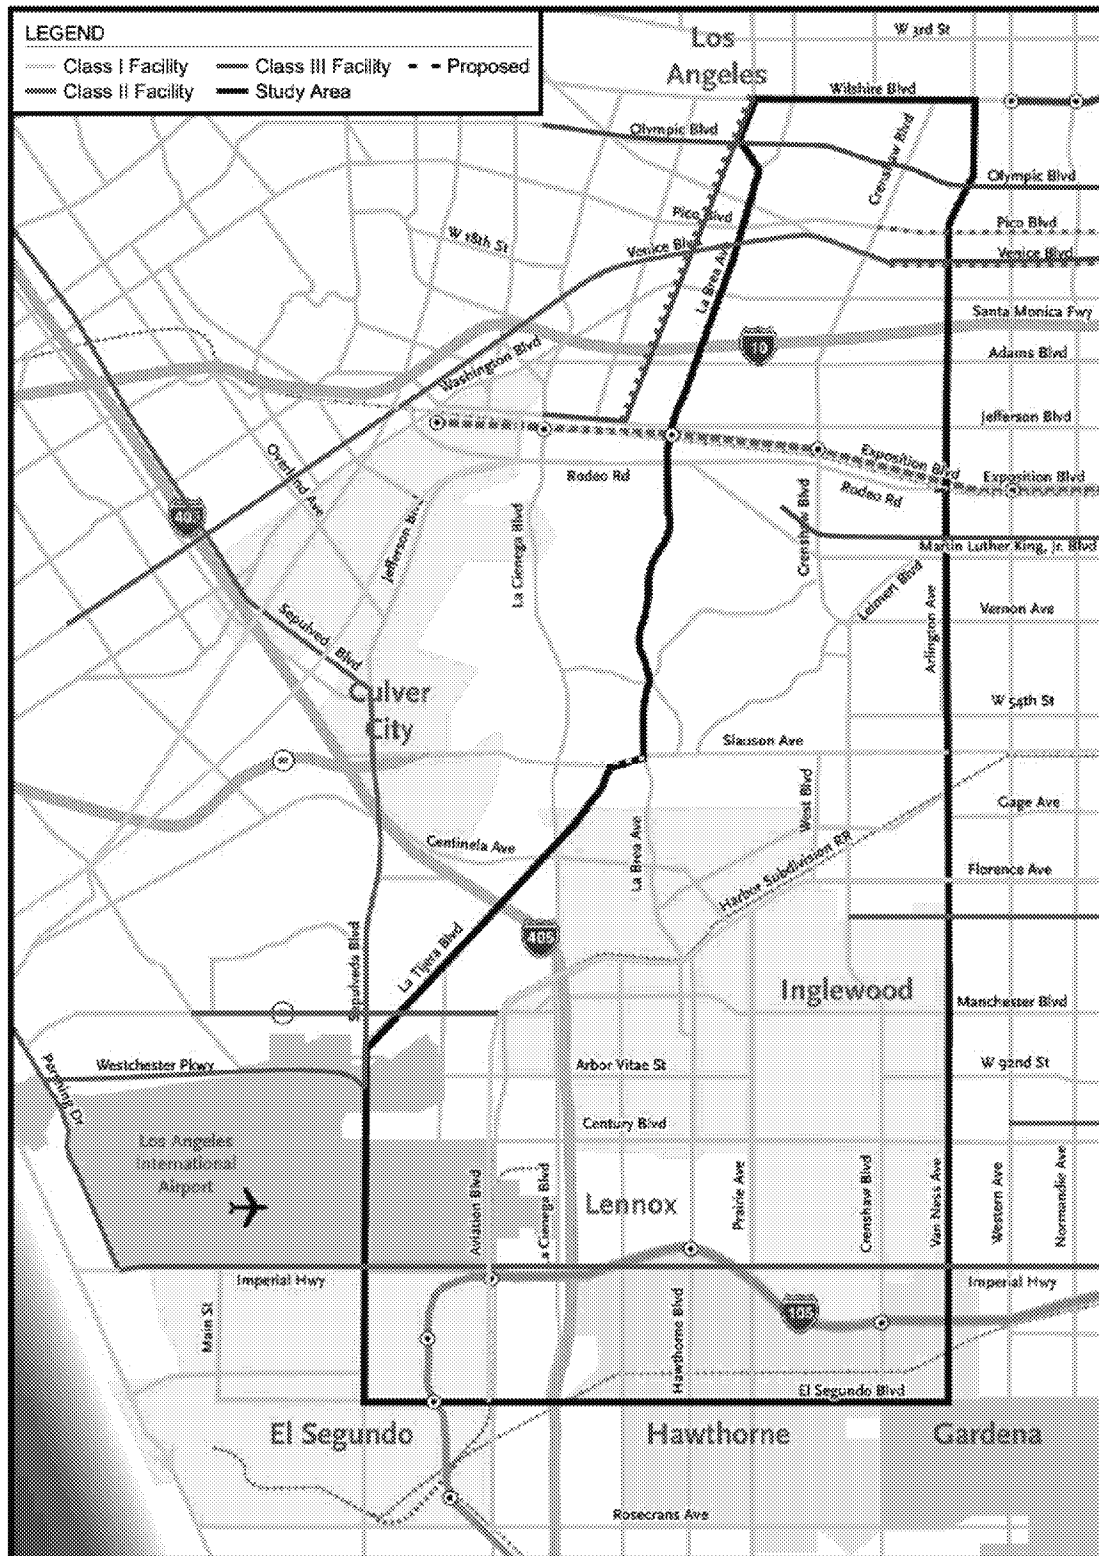 LEGEND
Class I Facility
Class III Facility
Proposed
Class II Facility
Study Area
Los
Angeles
W 3rd St
Wilshire Blvd
Olympic Blvd
Crenshaw Blvd
Olympic Blvd
Pico Blvd
Pico Blvd
W 18th St
Venice Blvd
Venice Blvd
La Brea Av
Santa Monica Fwy
10
Adams Blvd
Washington Blvd
Jefferson Blvd
Overland Ave
Exposition Blvd
Exposition Blvd
Rodeo Rd
Rodeo Rd
405
Jefferson Blvd
La Cienega Blvd
Crenshaw Blvd
Martin Luther King, Jr. Blvd
Leimert Blvd
Vernon Ave
Arlington Ave
Sepulveda Blvd
Culver
City
W 54th St
Slauson Ave
West Blvd
Gage Ave
Centinela Ave
La Brea Ave
Harbor Subdivision RR
Florence Ave
405
La Tijera Blvd
Sepulveda Blvd
Inglewood
Manchester Blvd
Westchester Pkwy
Pershing Dr
Arbor Vitae St
W 92nd St
Century Blvd
Los Angeles
International
Airport
Aviation Blvd
a Cienega Blvd
Lennox
Prairie Ave
Crenshaw Blvd
Van Ness Ave
Western Ave
Normandie Ave
Imperial Hwy
Imperial Hwy
Main St
Hawthorne Blvd
105
El Segundo Blvd
El Segundo
Hawthorne
Gardena
Rosecrans Ave